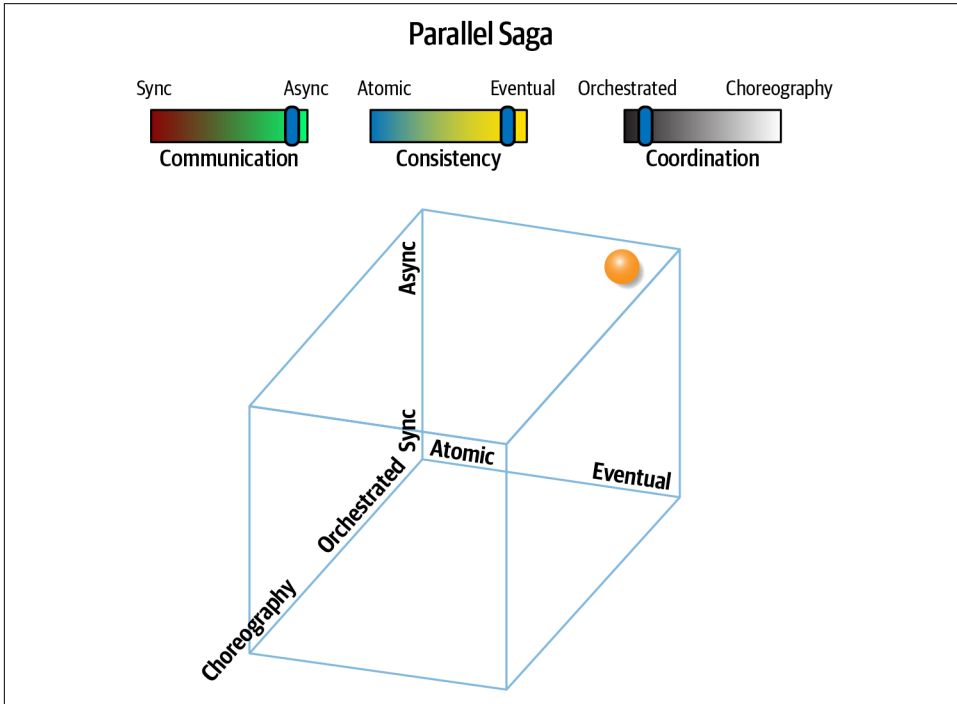 Parallel Saga
Sync Async Atomic Eventual Orchestrated Choreography
Communication Consistency Coordination
Async
Sync
Atomic
Eventual
Orchestrated
Choreography